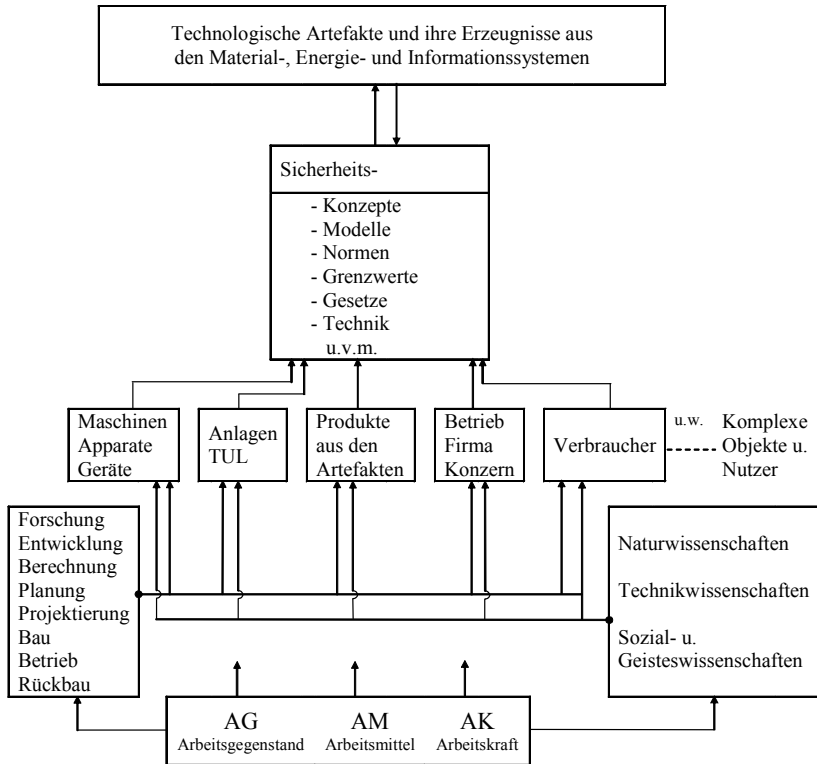 Technologische Artefakte und ihre Erzeugnisse aus
den Material-, Energie- und Informationssystemen
Sicherheits-
- Konzepte
- Modelle
- Normen
- Grenzwerte
- Gesetze
- Technik
u.v.m.
Maschinen
Apparate
Geräte
Anlagen
TUL
Produkte
aus den
Artefakten
Betrieb
Firma
Konzern
Verbraucher
u.w.
Komplexe
Objekte u.
Nutzer
Forschung
Entwicklung
Berechnung
Planung
Projektierung
Bau
Betrieb
Rückbau
Naturwissenschaften
Technikwissenschaften
Sozial- u.
Geisteswissenschaften
AG
Arbeitsgegenstand
AM
Arbeitsmittel
AK
Arbeitskraft